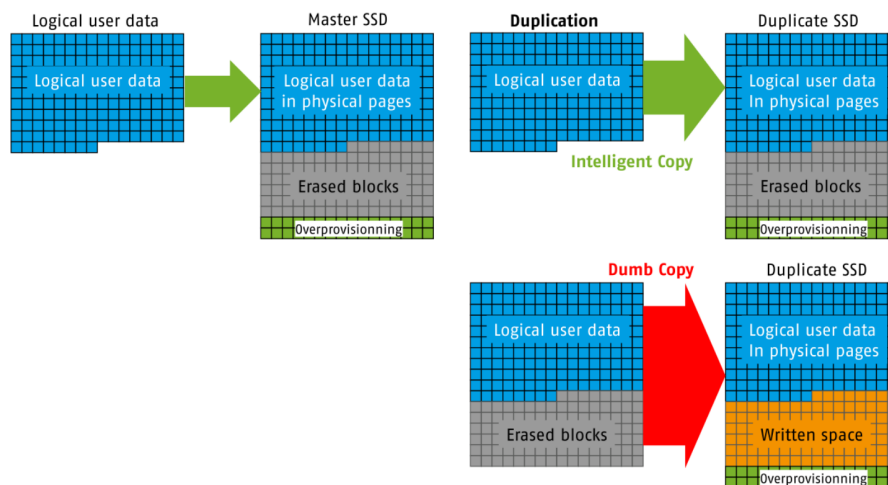 Logical user data
Master SSD
Duplication
Duplicate SSD
Logical user data
Logical user data
in physical pages
Logical user data
Logical user data
In physical pages
Intelligent Copy
Erased blocks
Erased blocks
Overprovisionning
Overprovisionning
Dumb Copy
Duplicate SSD
Logical user data
Logical user data
In physical pages
Erased blocks
Written space
Overprovisionning